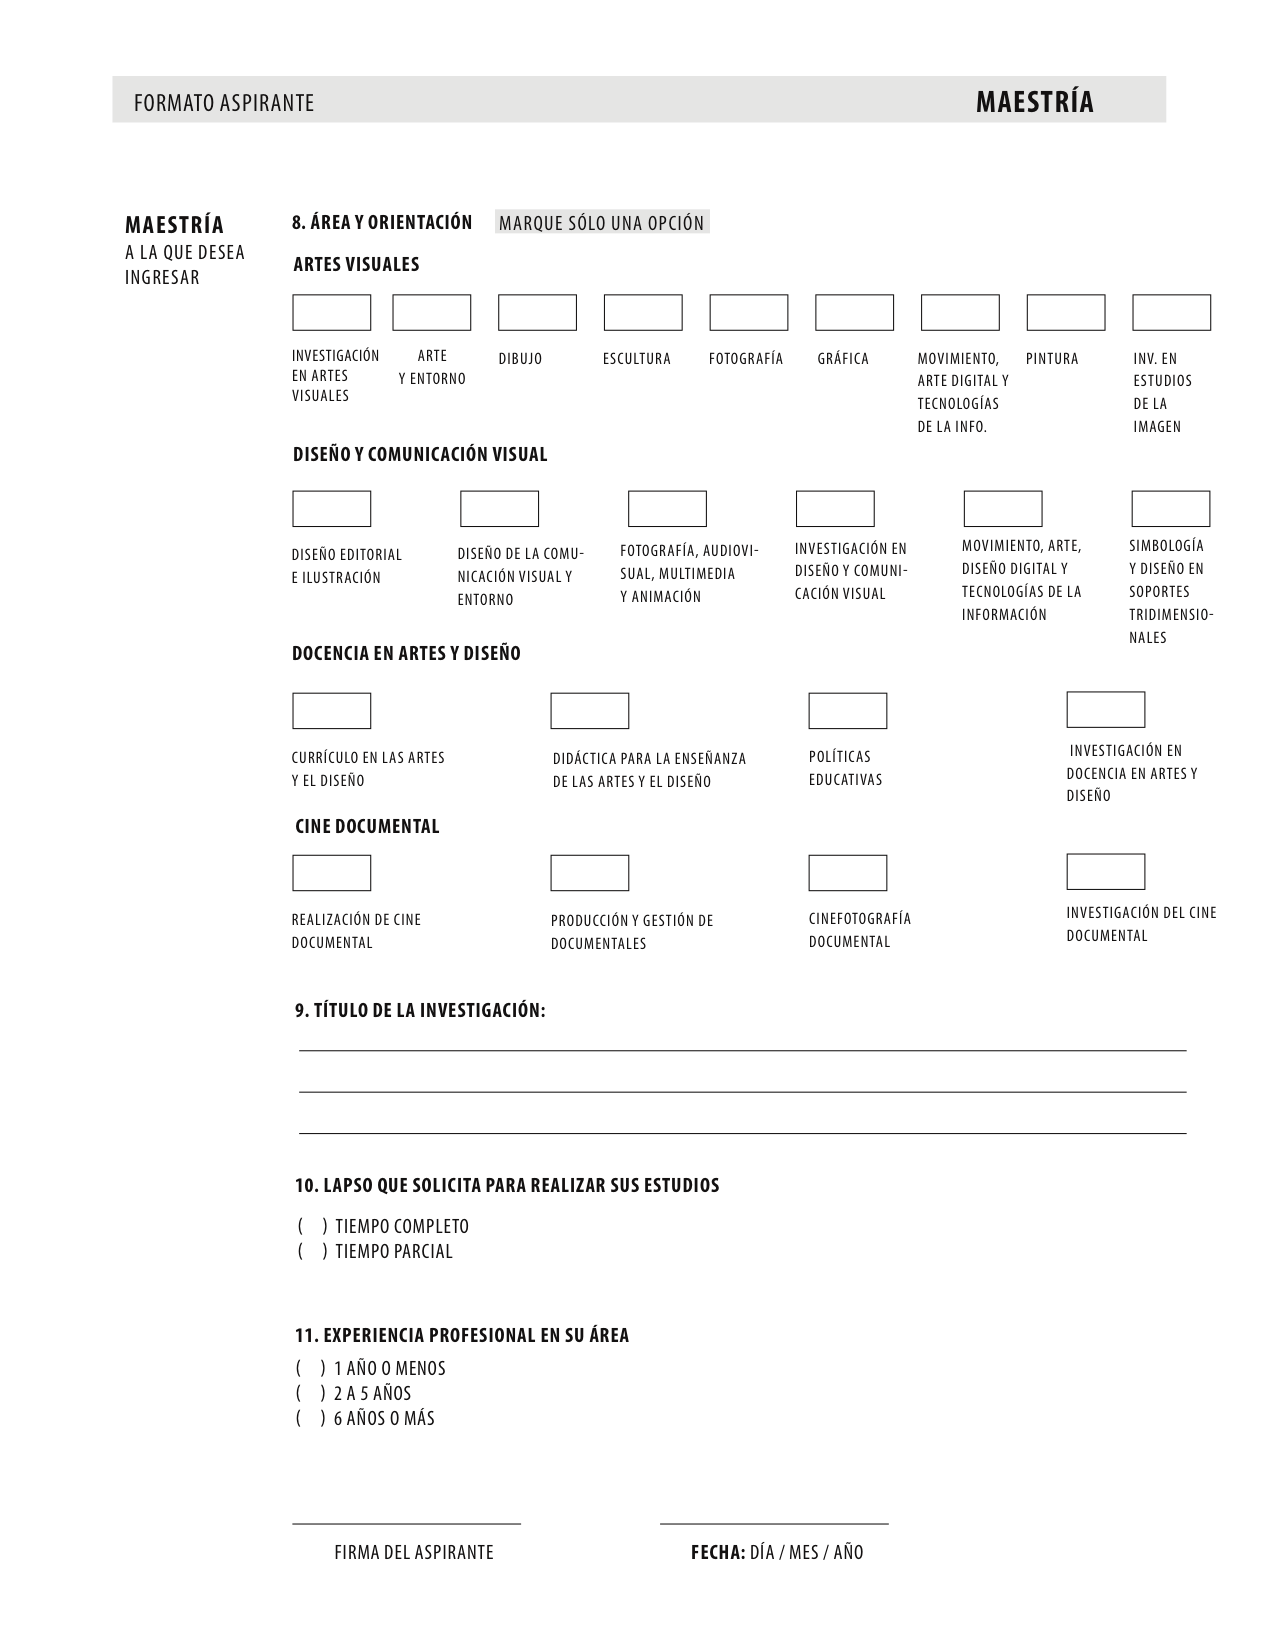 FORMATO ASPIRANTE
MAESTRÍA
MAESTRÍA
A LA QUE DESEA
INGRESAR
8. ÁREA Y ORIENTACIÓN MARQUE SÓLO UNA OPCIÓN
ARTES VISUALES
INVESTIGACIÓN
EN ARTES
VISUALES
ARTE
Y ENTORNO
DIBUJO
ESCULTURA
FOTOGRAFÍA
GRÁFICA
MOVIMIENTO,
ARTE DIGITAL Y
TECNOLOGÍAS
DE LA INFO.
PINTURA
INV. EN
ESTUDIOS
DE LA
IMAGEN
DISEÑO Y COMUNICACIÓN VISUAL
DISEÑO EDITORIAL
E ILUSTRACIÓN
DISEÑO DE LA COMU-
NICACIÓN VISUAL Y
ENTORNO
FOTOGRAFÍA, AUDIOVI-
SUAL, MULTIMEDIA
Y ANIMACIÓN
INVESTIGACIÓN EN
DISEÑO Y COMUNI-
CACIÓN VISUAL
MOVIMIENTO, ARTE,
DISEÑO DIGITAL Y
TECNOLOGÍAS DE LA
INFORMACIÓN
SIMBOLOGÍA
Y DISEÑO EN
SOPORTES
TRIDIMENSIO-
NALES
DOCENCIA EN ARTES Y DISEÑO
CURRÍCULO EN LAS ARTES
Y EL DISEÑO
DIDÁCTICA PARA LA ENSEÑANZA
DE LAS ARTES Y EL DISEÑO
POLÍTICAS
EDUCATIVAS
INVESTIGACIÓN EN
DOCENCIA EN ARTES Y
DISEÑO
CINE DOCUMENTAL
REALIZACIÓN DE CINE
DOCUMENTAL
PRODUCCIÓN Y GESTIÓN DE
DOCUMENTALES
CINEFOTOGRAFÍA
DOCUMENTAL
INVESTIGACIÓN DEL CINE
DOCUMENTAL
9. TÍTULO DE LA INVESTIGACIÓN:
10. LAPSO QUE SOLICITA PARA REALIZAR SUS ESTUDIOS
( ) TIEMPO COMPLETO
( ) TIEMPO PARCIAL
11. EXPERIENCIA PROFESIONAL EN SU ÁREA
( ) 1 AÑO O MENOS
( ) 2 A 5 AÑOS
( ) 6 AÑOS O MÁS
FIRMA DEL ASPIRANTE
FECHA: DÍA / MES / AÑO